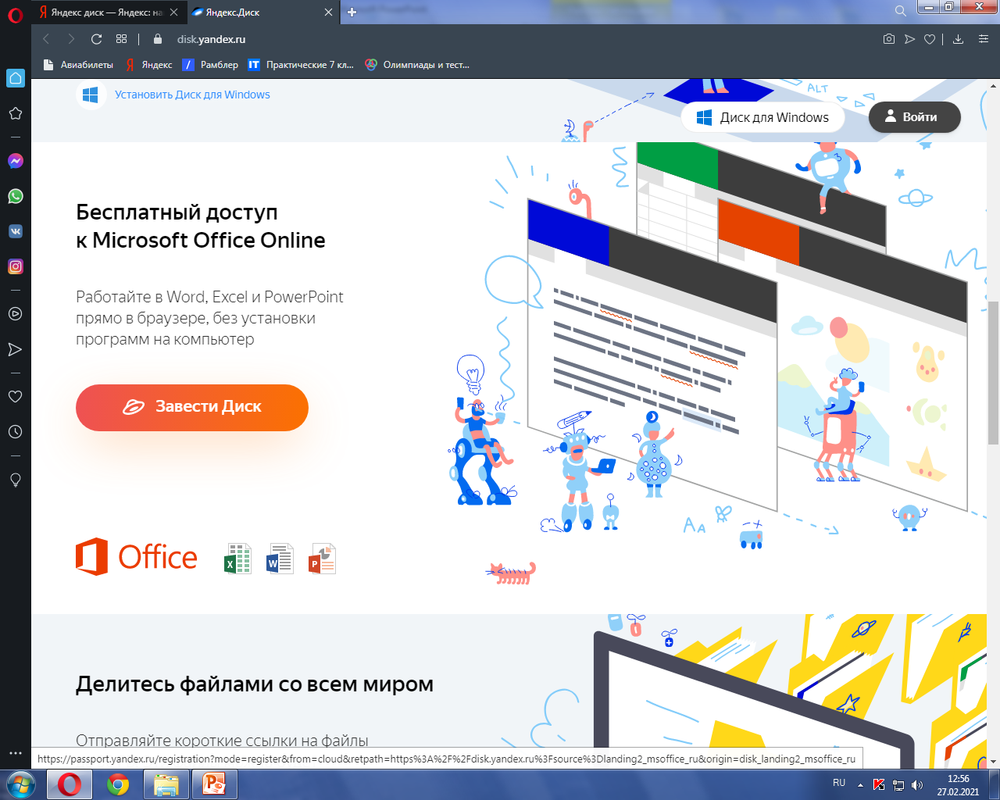 Яндекс диск — Яндекс: на
Яндекс.Диск
disk.yandex.ru
Авиабилеты
Яндекс
Рамблер
Практические 7 кл...
Олимпиады и тест...
Установить Диск для Windows
ALT
Диск для Windows
Войти
Бесплатный доступ
к Microsoft Office Online
Работайте в Word, Excel и PowerPoint
прямо в браузере, без установки
программ на компьютер
Завести Диск
Office
Делитесь файлами со всем миром
Отправляйте короткие ссылки на файлы
https://passport.yandex.ru/registration?mode=register&from=cloud&retpath=https%3A%2F%2Fdisk.yandex.ru%3Fsource%3Dlanding2_msoffice_ru&origin=disk_landing2_msoffice_ru
RU
12:56
27.02.2021